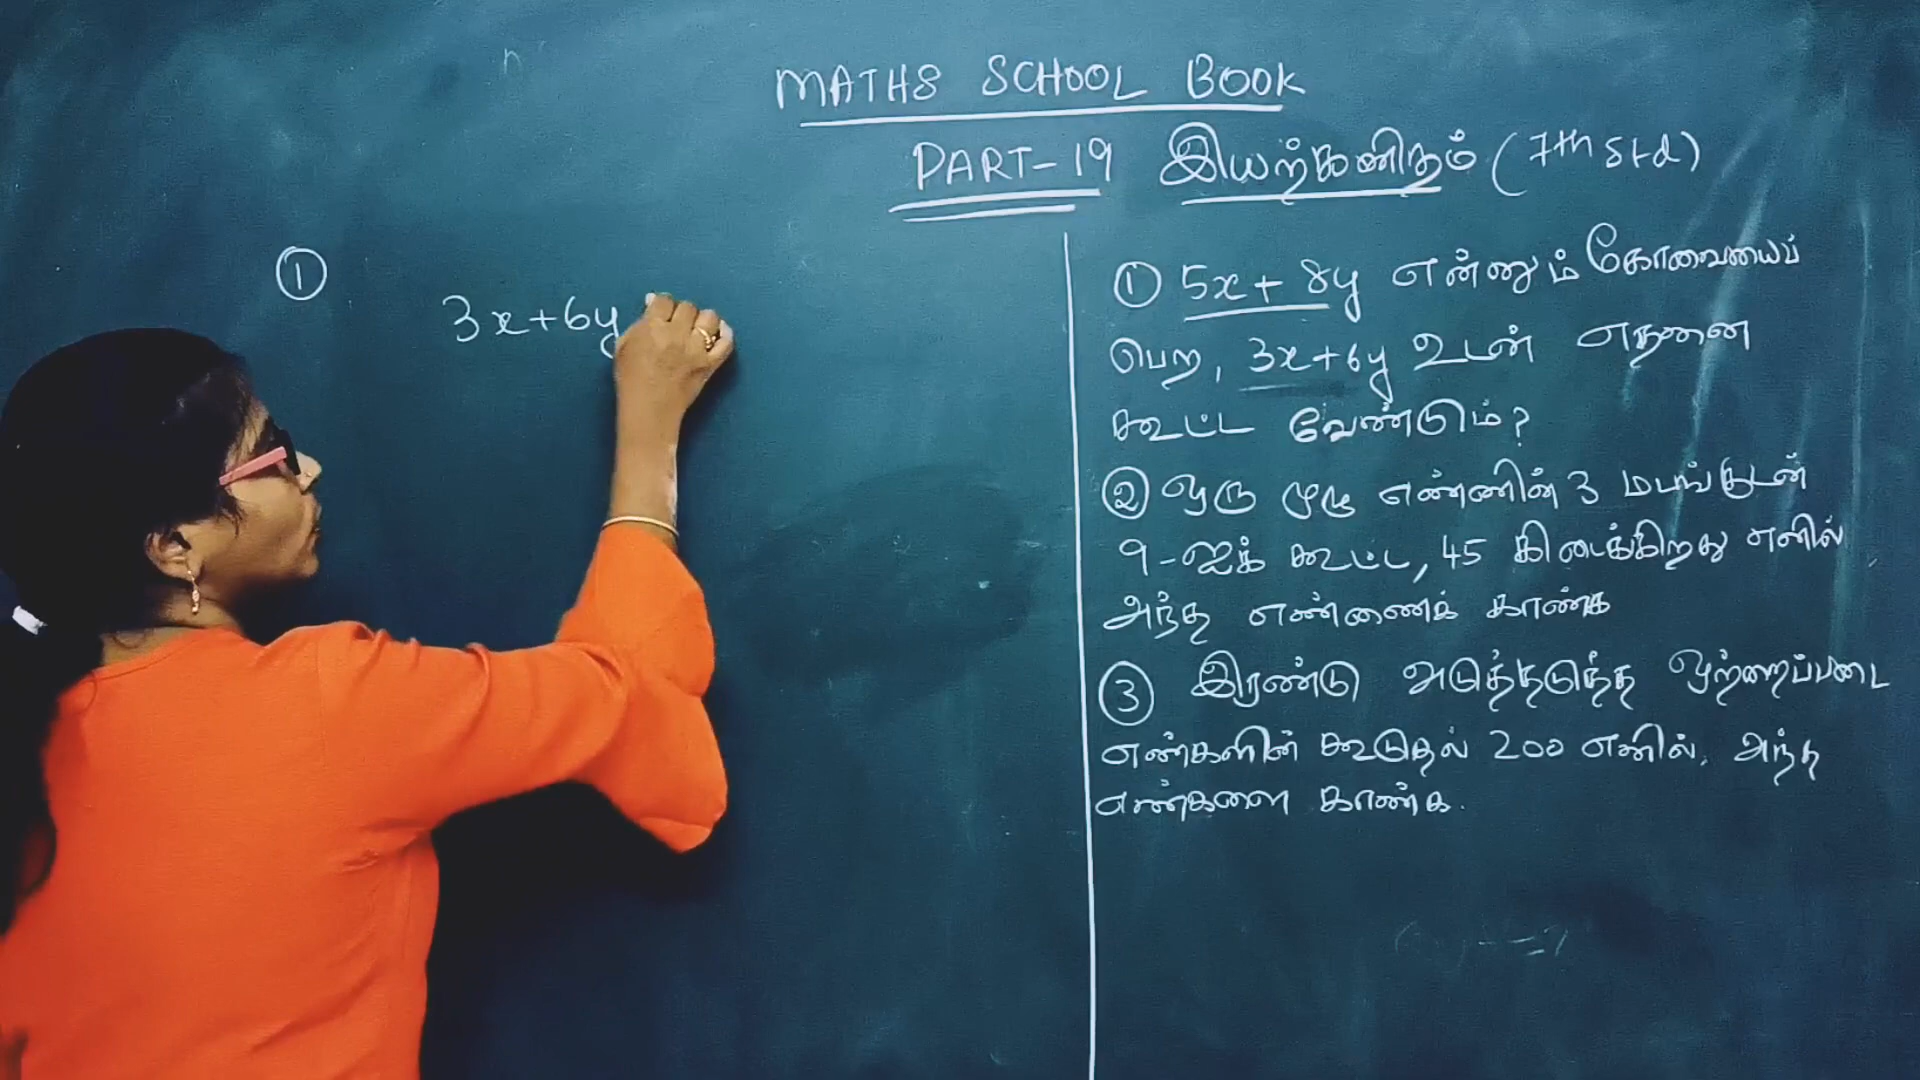 MATHS SCHOOL BOOK
PART-19 இயற்கணிதம் (7th std)
①
3x+6y
① 5x+8y என்னும் கோவையைப்
பெற, 3x+6y உடன் எதனை
கூட்ட வேண்டும்?
② ஒரு முழு எண்ணின் 3 மடங்குடன்
9-ஐக் கூட்ட, 45 கிடைக்கிறது எனில்
அந்த எண்ணைக் காண்க
③ இரண்டு அடுத்தடுத்த ஒற்றைப்படை
எண்களின் கூடுதல் 200 எனில், அந்த
எண்களை காண்க.